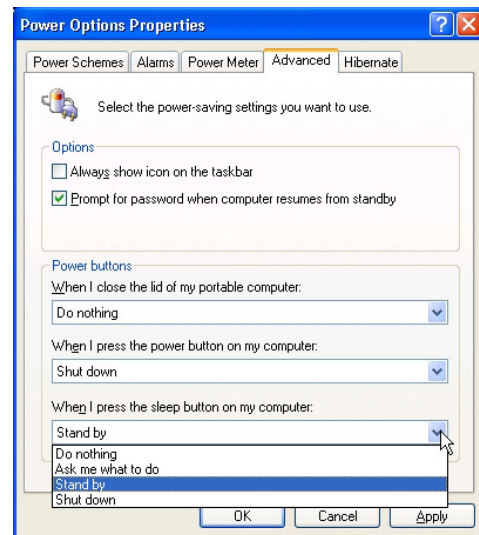 Power Options Properties
Power Schemes Alarms Power Meter Advanced Hibernate
Select the power-saving settings you want to use.
Options
Always show icon on the taskbar
Prompt for password when computer resumes from standby
Power buttons
When I close the lid of my portable computer:
Do nothing
When I press the power button on my computer:
Shut down
When I press the sleep button on my computer:
Stand by
Do nothing
Ask me what to do
Stand by
Shut down
OK Cancel Apply